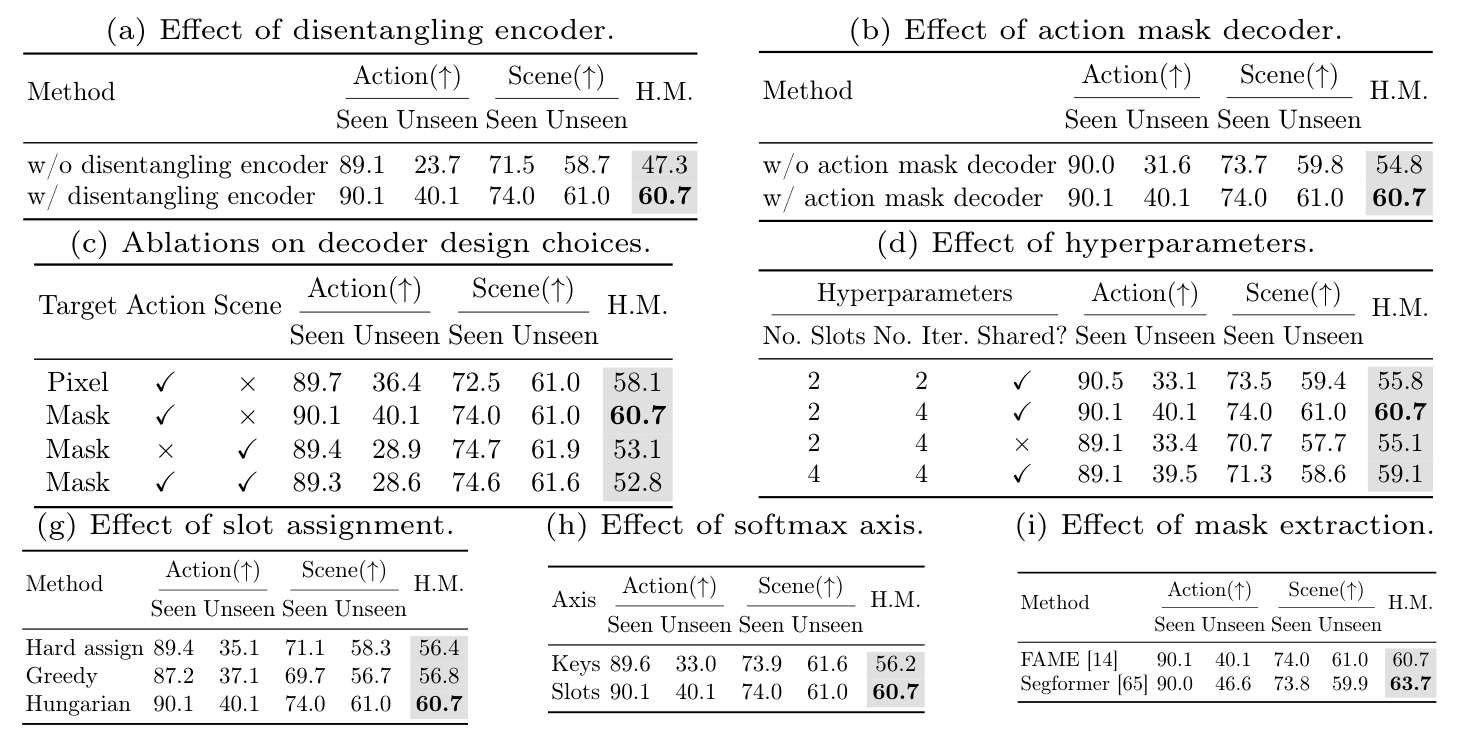 (a) Effect of disentangling encoder.
Method Action(↑) Scene(↑) H.M.
Seen Unseen Seen Unseen
w/o disentangling encoder 89.1 23.7 71.5 58.7 47.3
w/ disentangling encoder 90.1 40.1 74.0 61.0 60.7
(b) Effect of action mask decoder.
Method Action(↑) Scene(↑) H.M.
Seen Unseen Seen Unseen
w/o action mask decoder 90.0 31.6 73.7 59.8 54.8
w/ action mask decoder 90.1 40.1 74.0 61.0 60.7
(c) Ablations on decoder design choices.
Target Action Scene Action(↑) Scene(↑) H.M.
Seen Unseen Seen Unseen
Pixel ✓ × 89.7 36.4 72.5 61.0 58.1
Mask ✓ × 90.1 40.1 74.0 61.0 60.7
Mask × ✓ 89.4 28.9 74.7 61.9 53.1
Mask ✓ ✓ 89.3 28.6 74.6 61.6 52.8
(d) Effect of hyperparameters.
Hyperparameters Action(↑) Scene(↑) H.M.
No. Slots No. Iter. Shared? Seen Unseen Seen Unseen
2 2 ✓ 90.5 33.1 73.5 59.4 55.8
2 4 ✓ 90.1 40.1 74.0 61.0 60.7
2 4 × 89.1 33.4 70.7 57.7 55.1
4 4 ✓ 89.1 39.5 71.3 58.6 59.1
(g) Effect of slot assignment.
Method Action(↑) Scene(↑) H.M.
Seen Unseen Seen Unseen
Hard assign 89.4 35.1 71.1 58.3 56.4
Greedy 87.2 37.1 69.7 56.7 56.8
Hungarian 90.1 40.1 74.0 61.0 60.7
(h) Effect of softmax axis.
Axis Action(↑) Scene(↑) H.M.
Seen Unseen Seen Unseen
Keys 89.6 33.0 73.9 61.6 56.2
Slots 90.1 40.1 74.0 61.0 60.7
(i) Effect of mask extraction.
Method Action(↑) Scene(↑) H.M.
Seen Unseen Seen Unseen
FAME [14] 90.1 40.1 74.0 61.0 60.7
Segformer [65] 90.0 46.6 73.8 59.9 63.7